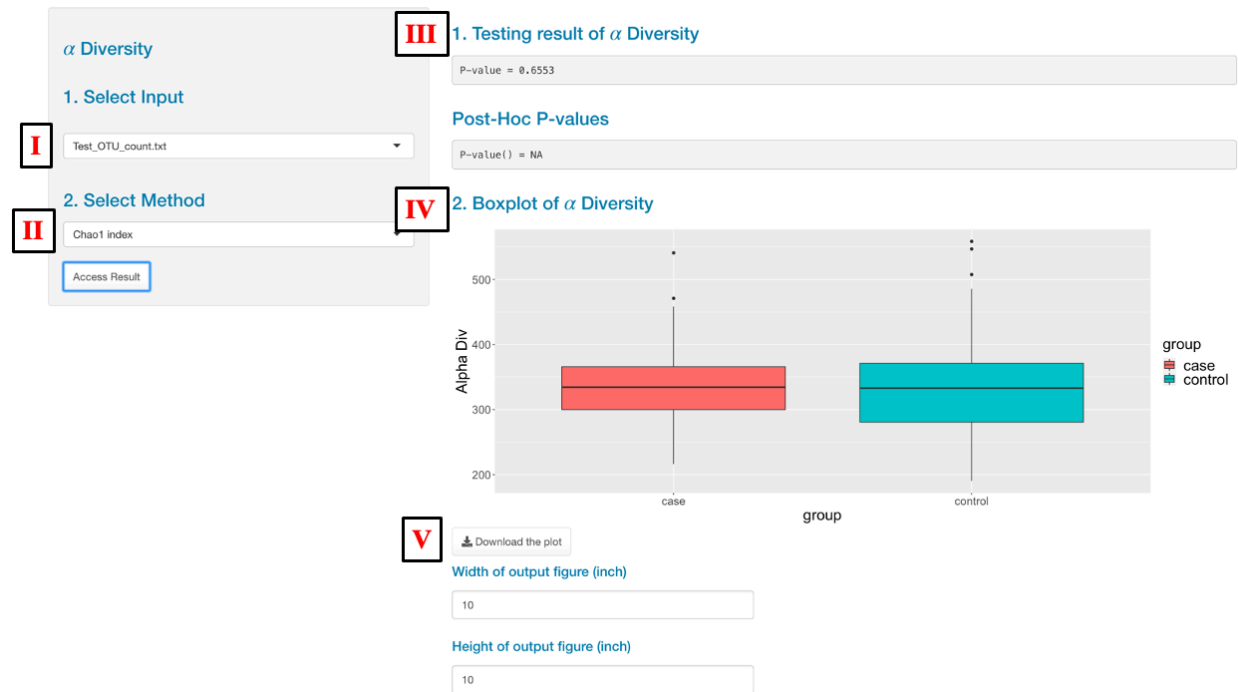 α Diversity
1. Select Input
I
Test_OTU_count.txt
2. Select Method
II
Chao1 index
Access Result
III
1. Testing result of α Diversity
P-value = 0.6553
Post-Hoc P-values
P-value() = NA
IV
2. Boxplot of α Diversity
Alpha Div
500
400
300
200
case
control
group
group
case
control
V
Download the plot
Width of output figure (inch)
10
Height of output figure (inch)
10